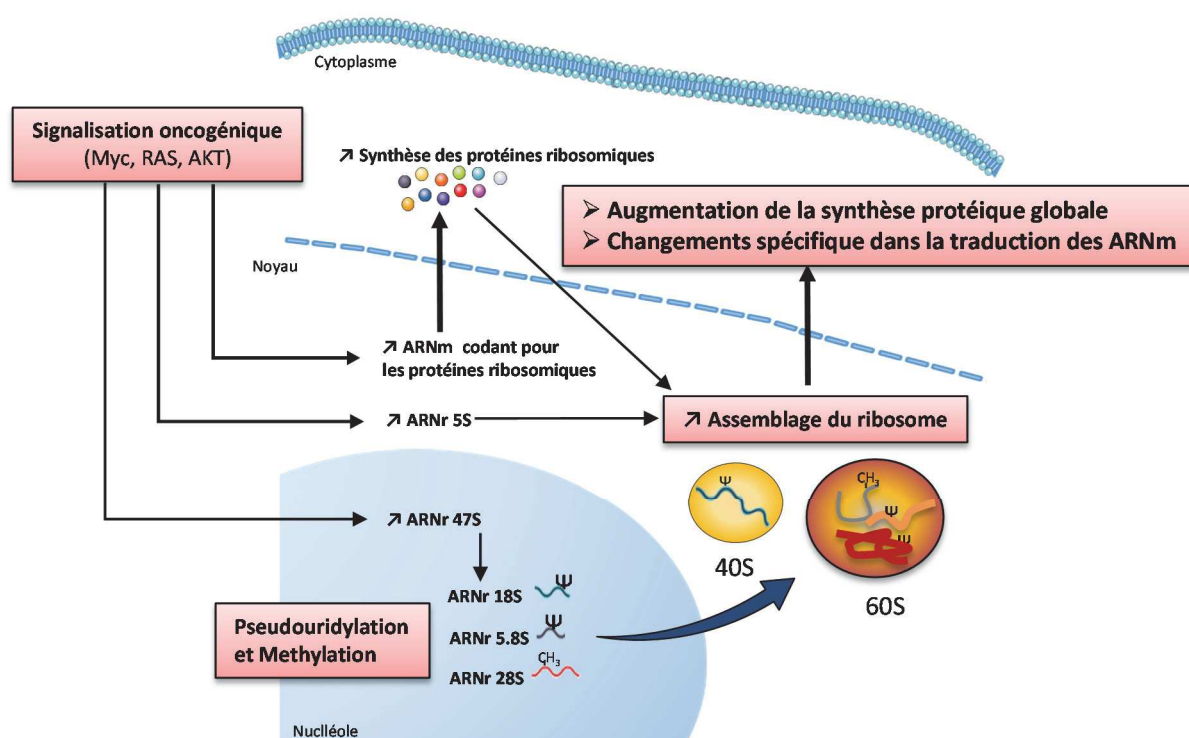 Cytoplasme
Signalisation oncogénique
(Myc, RAS, AKT)
↗ Synthèse des protéines ribosomiques
➢ Augmentation de la synthèse protéique globale
➢ Changements spécifique dans la traduction des ARNm
Noyau
↗ ARNm codant pour
les protéines ribosomiques
↗ ARNr 5S
↗ Assemblage du ribosome
↗ ARNr 47S
Ψ
CH3
Ψ
Ψ
40S
60S
ARNr 18S
Ψ
Pseudouridylation
et Methylation
ARNr 5.8S
Ψ
ARNr 28S
CH3
Nuclléole